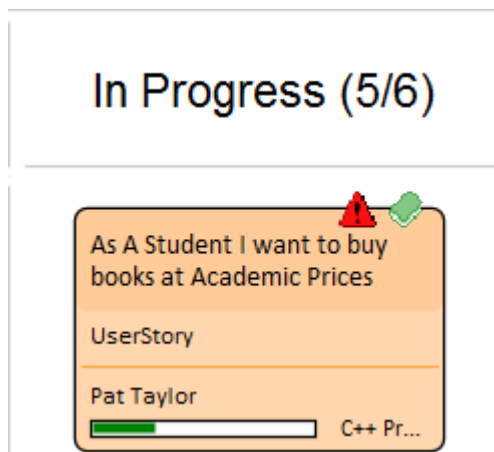 In Progress (5/6)
As A Student I want to buy
books at Academic Prices
UserStory
Pat Taylor
C++ Pr...